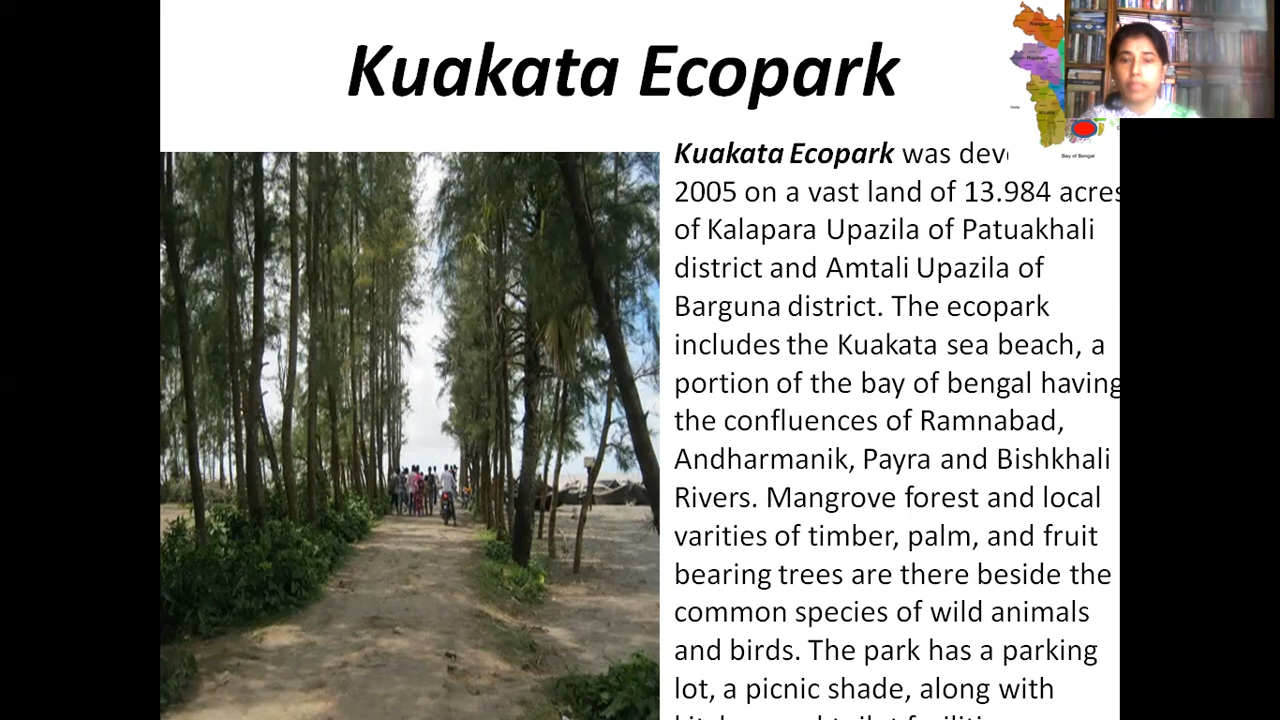 Kuakata Ecopark
Kuakata Ecopark was
2005 on a vast land of 13.984 acres
of Kalapara Upazila of Patuakhali
district and Amtali Upazila of
Barguna district. The ecopark
includes the Kuakata sea beach, a
portion of the bay of bengal having
the confluences of Ramnabad,
Andharmanik, Payra and Bishkhali
Rivers. Mangrove forest and local
varities of timber, palm, and fruit
bearing trees are there beside the
common species of wild animals
and birds. The park has a parking
lot, a picnic shade, along with
Bay of Bengal